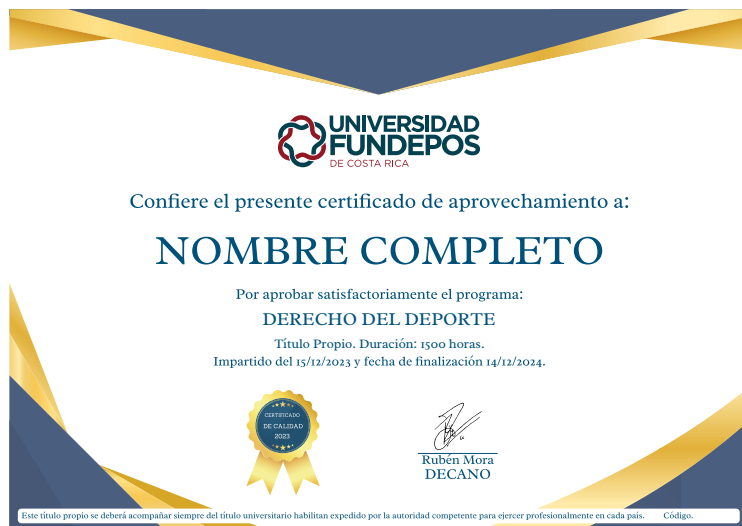 UNIVERSIDAD
FUNDEPOS
DE COSTA RICA
Confiere el presente certificado de aprovechamiento a:
NOMBRE COMPLETO
Por aprobar satisfactoriamente el programa:
DERECHO DEL DEPORTE
Título Propio. Duración: 1500 horas.
Impartido del 15/12/2023 y fecha de finalización 14/12/2024.
CERTIFICADO
DE CALIDAD
2023
Rubén Mora
DECANO
Este título propio se deberá acompañar siempre del título universitario habilitan expedido por la autoridad competente para ejercer profesionalmente en cada país. Código.